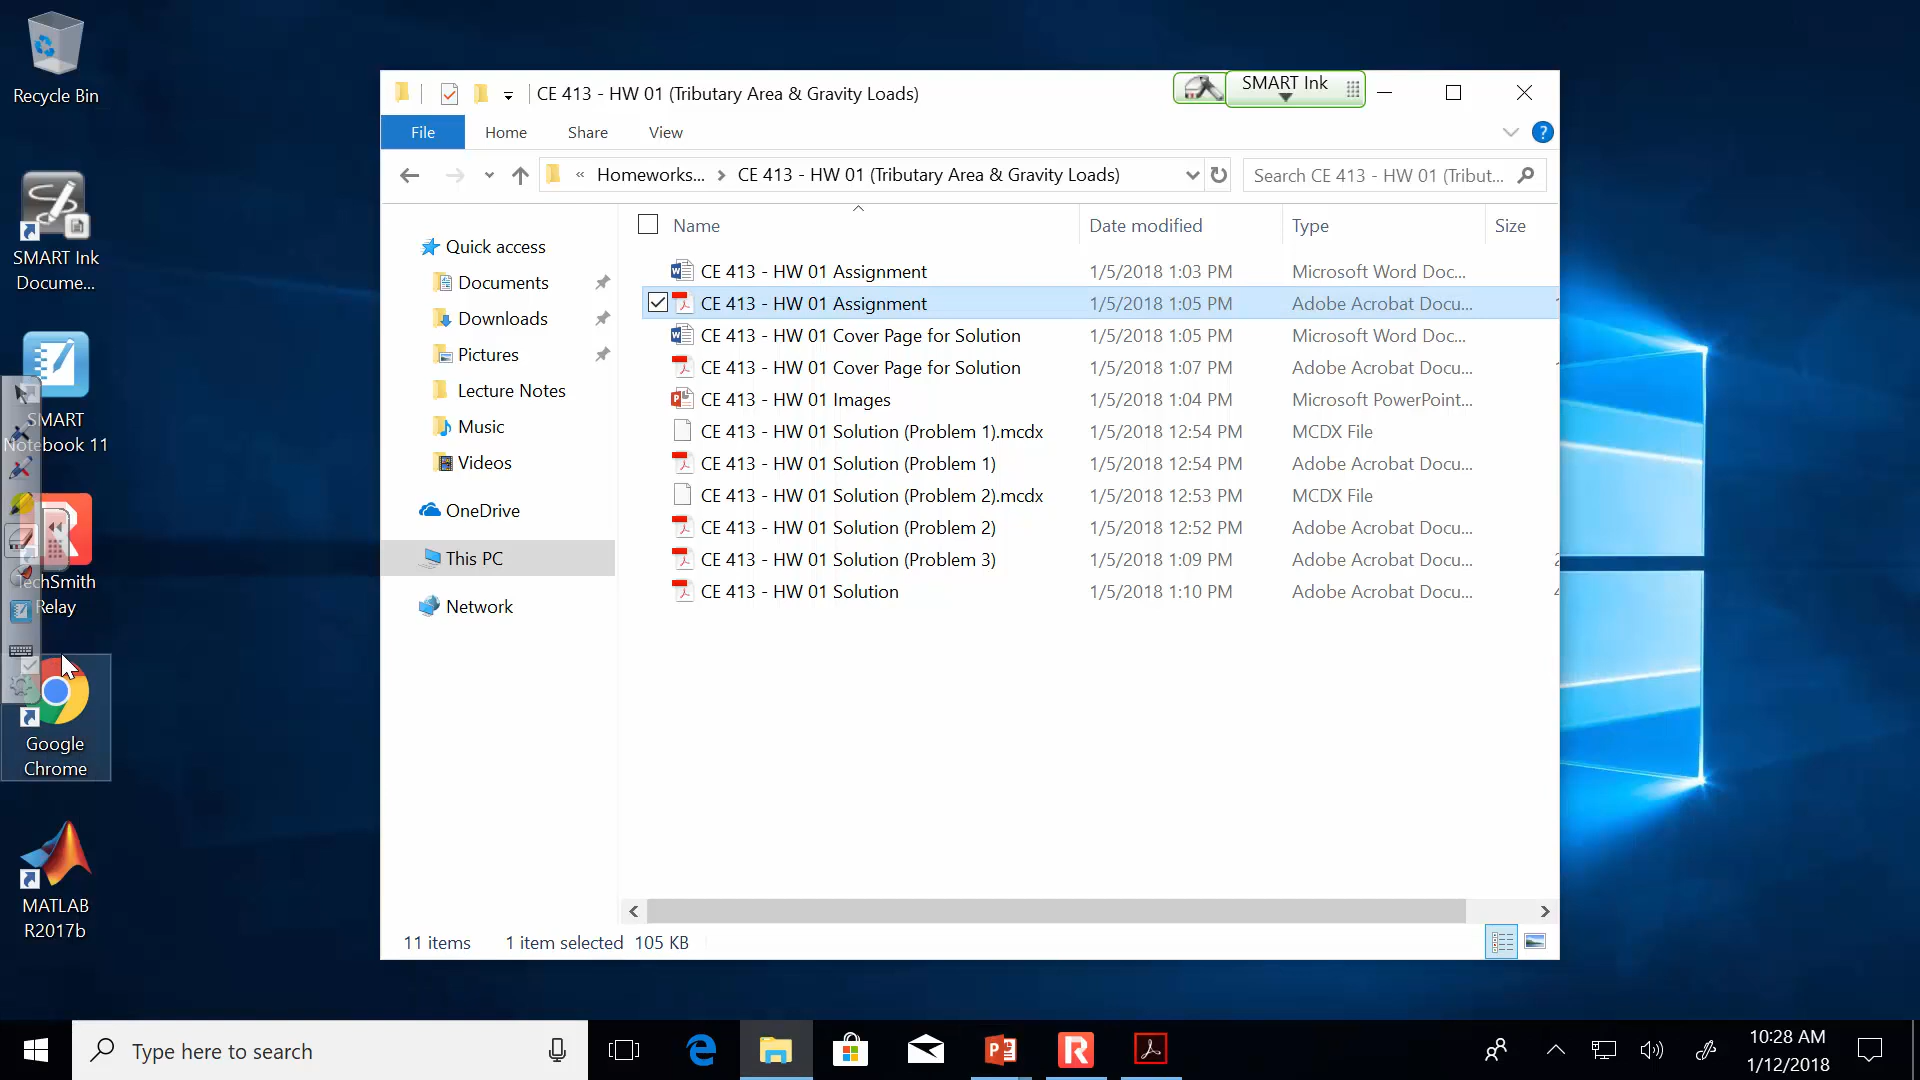 Recycle Bin
SMART Ink
Docume...
SMART
Notebook 11
TechSmith
Relay
Google
Chrome
MATLAB
R2017b
CE 413 - HW 01 (Tributary Area & Gravity Loads)
SMART Ink
File Home Share View
« Homeworks... CE 413 - HW 01 (Tributary Area & Gravity Loads)
Search CE 413 - HW 01 (Tribut...
Quick access
Documents
Downloads
Pictures
Lecture Notes
Music
Videos
OneDrive
This PC
Network
Name Date modified Type Size
CE 413 - HW 01 Assignment 1/5/2018 1:03 PM Microsoft Word Doc...
CE 413 - HW 01 Assignment 1/5/2018 1:05 PM Adobe Acrobat Docu...
CE 413 - HW 01 Cover Page for Solution 1/5/2018 1:05 PM Microsoft Word Doc...
CE 413 - HW 01 Cover Page for Solution 1/5/2018 1:07 PM Adobe Acrobat Docu...
CE 413 - HW 01 Images 1/5/2018 1:04 PM Microsoft PowerPoint...
CE 413 - HW 01 Solution (Problem 1).mcdx 1/5/2018 12:54 PM MCDX File
CE 413 - HW 01 Solution (Problem 1) 1/5/2018 12:54 PM Adobe Acrobat Docu...
CE 413 - HW 01 Solution (Problem 2).mcdx 1/5/2018 12:53 PM MCDX File
CE 413 - HW 01 Solution (Problem 2) 1/5/2018 12:52 PM Adobe Acrobat Docu...
CE 413 - HW 01 Solution (Problem 3) 1/5/2018 1:09 PM Adobe Acrobat Docu...
CE 413 - HW 01 Solution 1/5/2018 1:10 PM Adobe Acrobat Docu...
11 items 1 item selected 105 KB
Type here to search
10:28 AM
1/12/2018